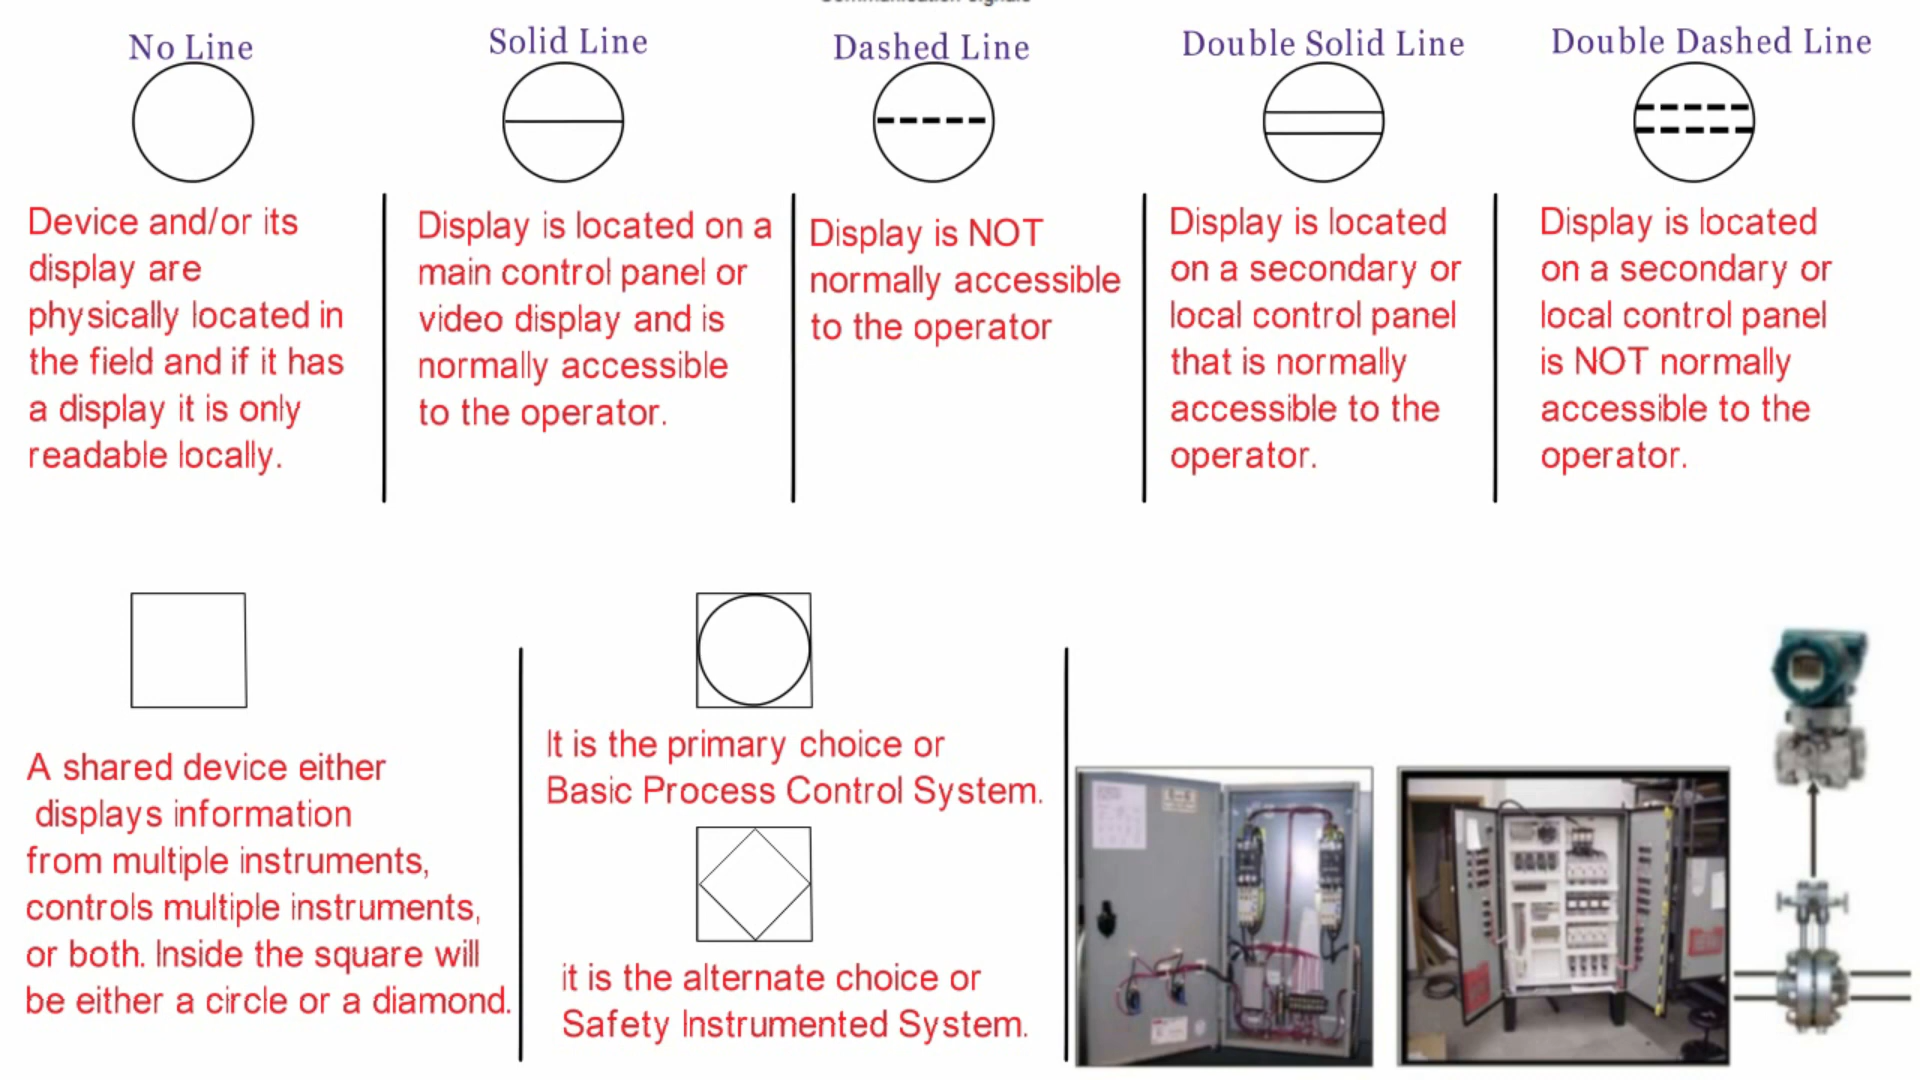 No Line
Solid Line
Dashed Line
Double Solid Line
Double Dashed Line
Device and/or its
display are
physically located in
the field and if it has
a display it is only
readable locally.
Display is located on a
main control panel or
video display and is
normally accessible
to the operator.
Display is NOT
normally accessible
to the operator
Display is located
on a secondary or
local control panel
that is normally
accessible to the
operator.
Display is located
on a secondary or
local control panel
is NOT normally
accessible to the
operator.
A shared device either
displays information
from multiple instruments,
controls multiple instruments,
or both. Inside the square will
be either a circle or a diamond.
It is the primary choice or
Basic Process Control System.
it is the alternate choice or
Safety Instrumented System.